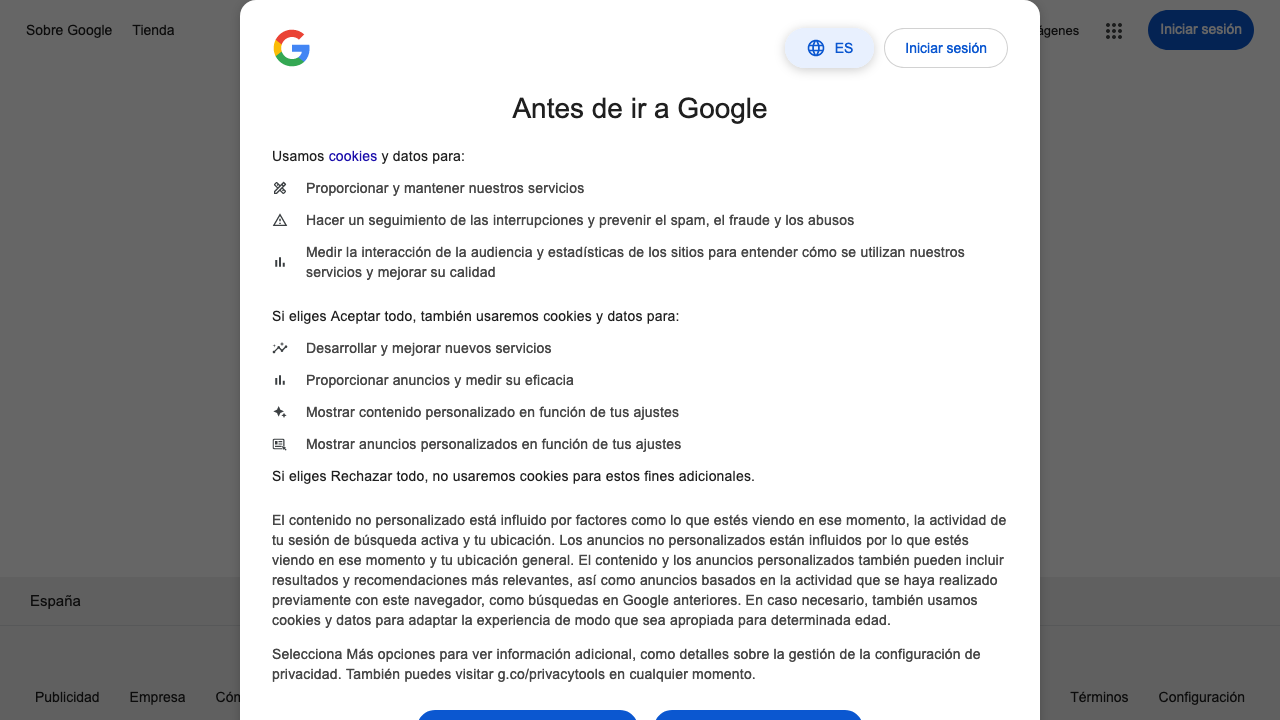 Sobre Google
Tienda
Iniciar sesión
ES
Iniciar sesión
Antes de ir a Google
Usamos cookies y datos para:
Proporcionar y mantener nuestros servicios
Hacer un seguimiento de las interrupciones y prevenir el spam, el fraude y los abusos
Medir la interacción de la audiencia y estadísticas de los sitios para entender cómo se utilizan nuestros
servicios y mejorar su calidad
Si eliges Aceptar todo, también usaremos cookies y datos para:
Desarrollar y mejorar nuevos servicios
Proporcionar anuncios y medir su eficacia
Mostrar contenido personalizado en función de tus ajustes
Mostrar anuncios personalizados en función de tus ajustes
Si eliges Rechazar todo, no usaremos cookies para estos fines adicionales.
El contenido no personalizado está influido por factores como lo que estés viendo en ese momento, la actividad de
tu sesión de búsqueda activa y tu ubicación. Los anuncios no personalizados están influidos por lo que estés
viendo en ese momento y tu ubicación general. El contenido y los anuncios personalizados también pueden incluir
resultados y recomendaciones más relevantes, así como anuncios basados en la actividad que se haya realizado
previamente con este navegador, como búsquedas en Google anteriores. En caso necesario, también usamos
cookies y datos para adaptar la experiencia de modo que sea apropiada para determinada edad.
Selecciona Más opciones para ver información adicional, como detalles sobre la gestión de la configuración de
privacidad. También puedes visitar g.co/privacytools en cualquier momento.
España
Publicidad
Empresa
Términos
Configuración